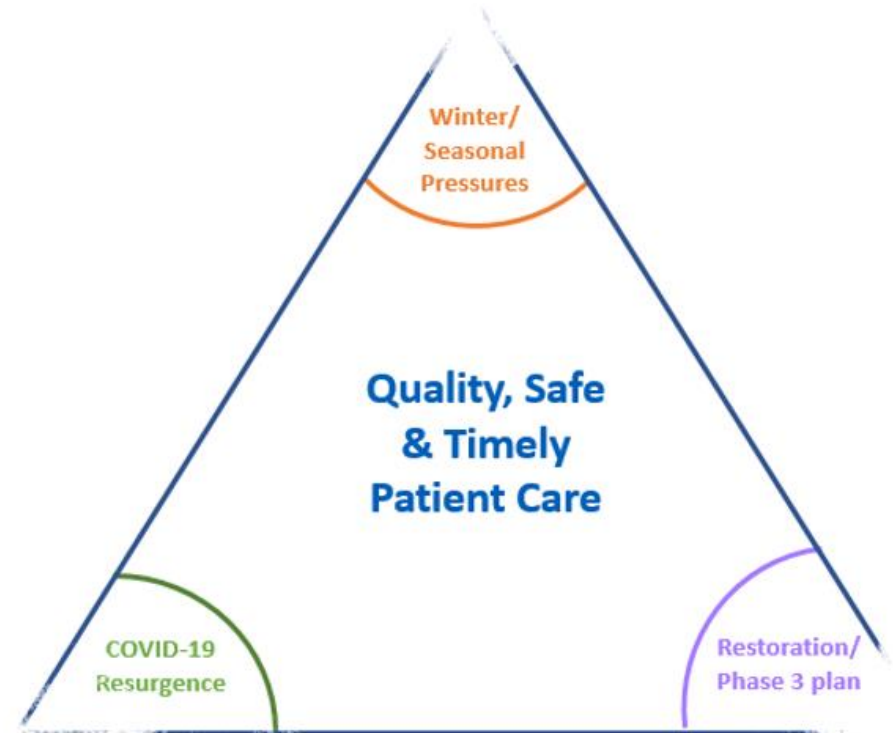 Winter/
Seasonal
Pressures
Quality, Safe
& Timely
Patient Care
COVID-19
Resurgence
Restoration/
Phase 3 plan